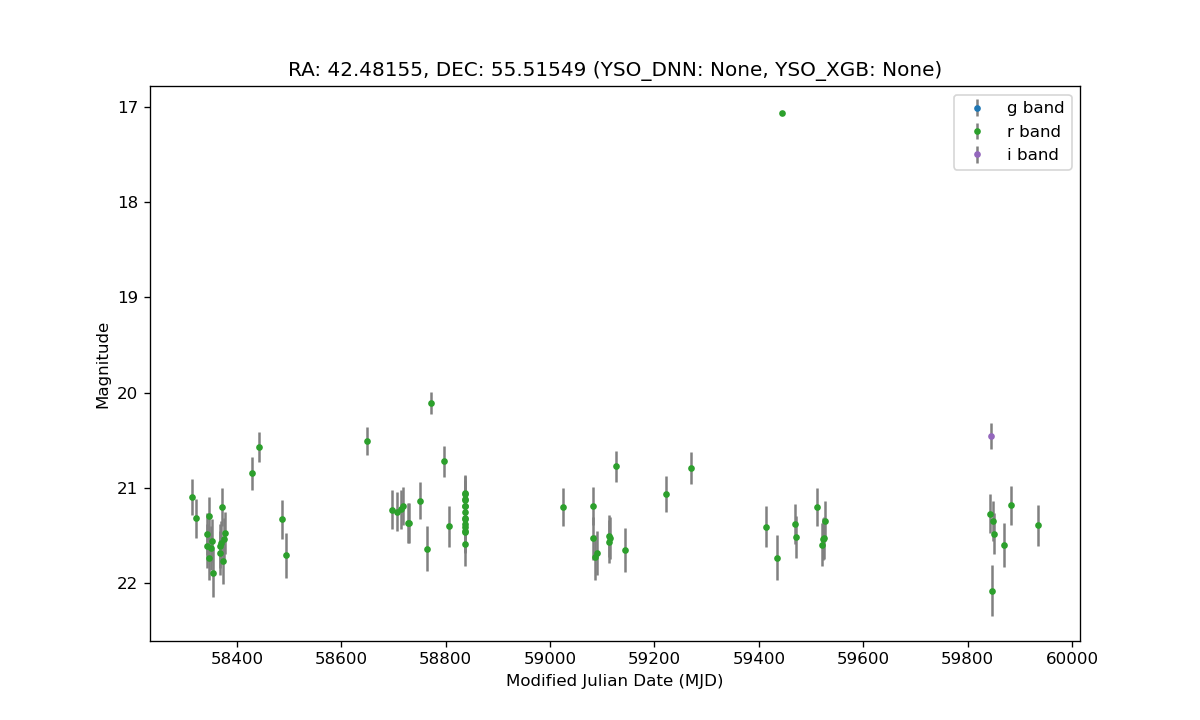 RA: 42.48155, DEC: 55.51549 (YSO_DNN: None, YSO_XGB: None)
g band
r band
i band
17
18
19
20
21
22
Magnitude
58400 58600 58800 59000 59200 59400 59600 59800 60000
Modified Julian Date (MJD)